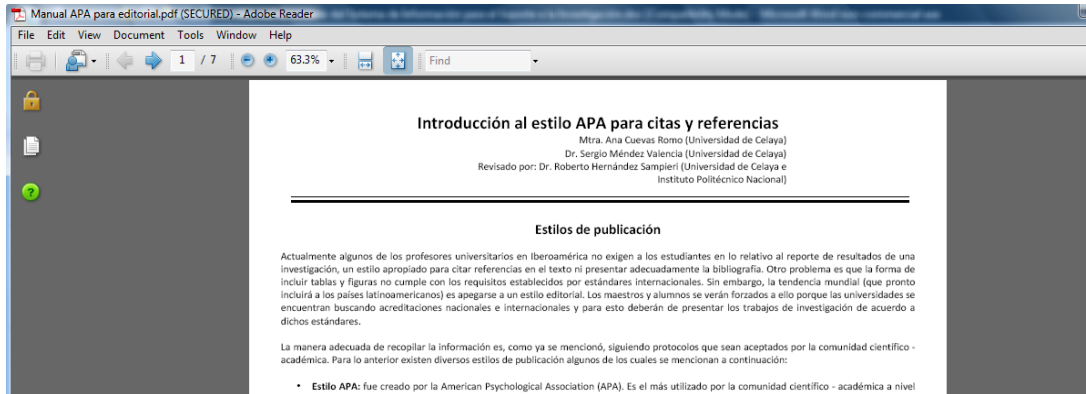 Manual APA para editorial.pdf (SECURED) - Adobe Reader
File Edit View Document Tools Window Help
1 / 7 63.3% Find
Introducción al estilo APA para citas y referencias
Mtra. Ana Cuevas Romo (Universidad de Celaya)
Dr. Sergio Méndez Valencia (Universidad de Celaya)
Revisado por: Dr. Roberto Hernández Sampieri (Universidad de Celaya e
Instituto Politécnico Nacional)
Estilos de publicación
Actualmente algunos de los profesores universitarios en Iberoamérica no exigen a los estudiantes en lo relativo al reporte de resultados de una
investigación, un estilo apropiado para citar referencias en el texto ni presentar adecuadamente la bibliografía. Otro problema es que la forma de
incluir tablas y figuras no cumple con los requisitos establecidos por estándares internacionales. Sin embargo, la tendencia mundial (que pronto
incluirá a los países latinoamericanos) es apegarse a un estilo editorial. Los maestros y alumnos se verán forzados a ello porque las universidades se
encuentran buscando acreditaciones nacionales e internacionales y para esto deberán de presentar los trabajos de investigación de acuerdo a
dichos estándares.
La manera adecuada de recopilar la información es, como ya se mencionó, siguiendo protocolos que sean aceptados por la comunidad científico -
académica. Para lo anterior existen diversos estilos de publicación algunos de los cuales se mencionan a continuación:
• Estilo APA: fue creado por la American Psychological Association (APA). Es el más utilizado por la comunidad científico - académica a nivel